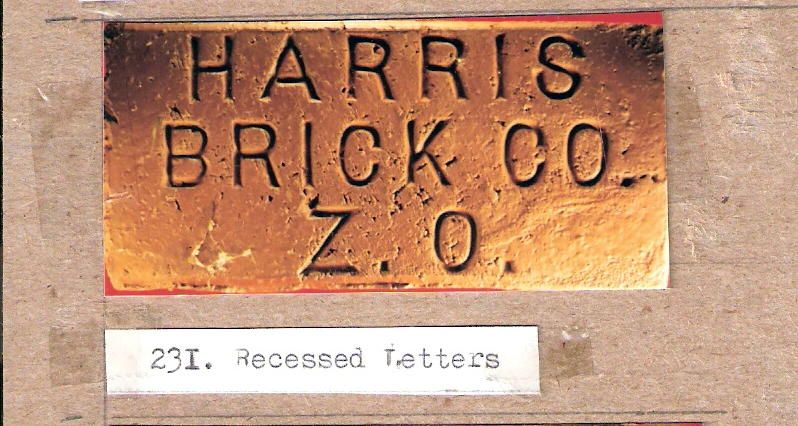 HARRIS
BRICK CO
Z. O.
231. Recessed Letters